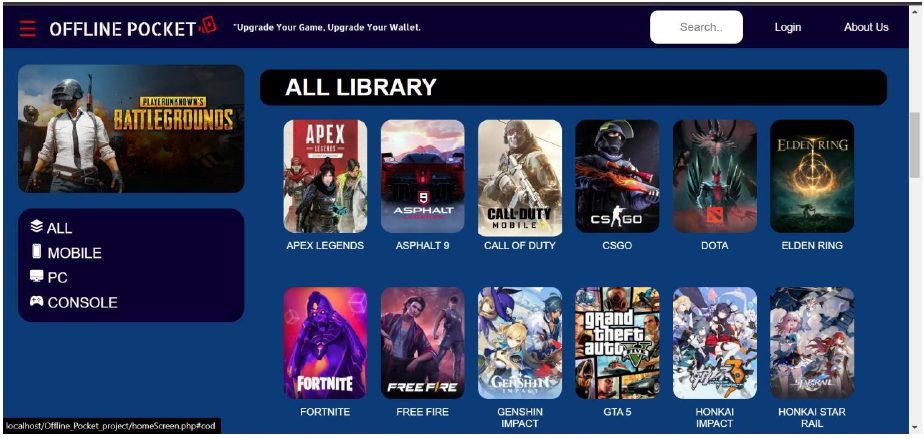 OFFLINE POCKET
"Upgrade Your Game, Upgrade Your Wallet.
Search..
Login
About Us
PLAYERUNKNOWN'S
BATTLEGROUNDS
ALL
MOBILE
PC
CONSOLE
ALL LIBRARY
APEX
LEGENDS
ASPHALT
9
CALL OF DUTY
MOBILE
CS GO
ELDEN RING
APEX LEGENDS
ASPHALT 9
CALL OF DUTY
CSGO
DOTA
ELDEN RING
FORTNITE
FREE FIRE
GENSHIN
IMPACT
grand
theft
auto
V
3
STAR RAIL
FORTNITE
FREE FIRE
GENSHIN
IMPACT
GTA 5
HONKAI
IMPACT
HONKAI STAR
RAIL
localhost/Offline_Pocket_project/homeScreen.php#cod